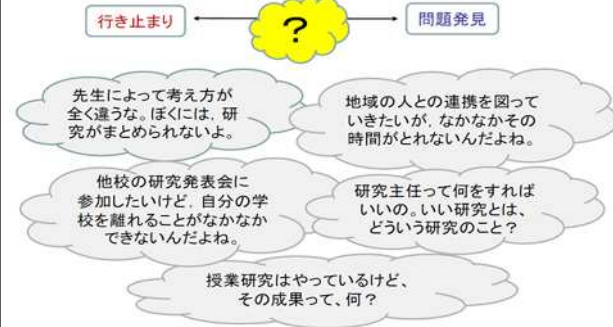 行き止まり ? 問題発見
先生によって考え方が
全く違うな。ぼくには, 研
究がまとめられないよ。
地域の人との連携を図って
いきたいが, なかなかその
時間がとれないんだよね。
他校の研究発表会に
参加したいけど, 自分の学
校を離れることがなかなか
できないんだよね。
研究主任って何をすれば
いいの。いい研究とは、
どういう研究のこと？
授業研究はやっているけど、
その成果って、何？